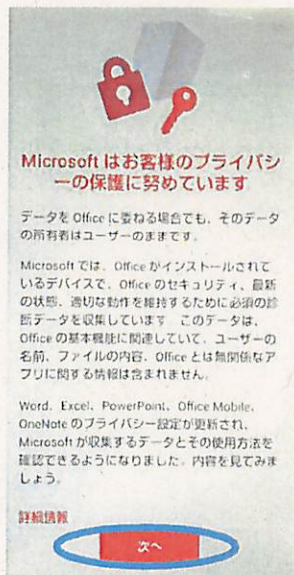 Microsoft はお客様のプライバシ
ーの保護に努めています
データを Office に委ねる場合でも、そのデータ
の所有者はユーザーのままです。
Microsoft では、Office がインストールされて
いるデバイスで、Office のセキュリティ、最新
の状態、適切な動作を維持するために必須の診
断データを収集しています。このデータは、
Office の基本機能に関連していて、ユーザーの
名前、ファイルの内容、Office とは無関係なア
プリに関する情報は含まれません。
Word、Excel、PowerPoint、Office Mobile、
OneNote のプライバシー設定が更新され、
Microsoft が収集するデータとその使用方法を
確認できるようになりました。内容を見てみま
しょう。
詳細情報
次へ